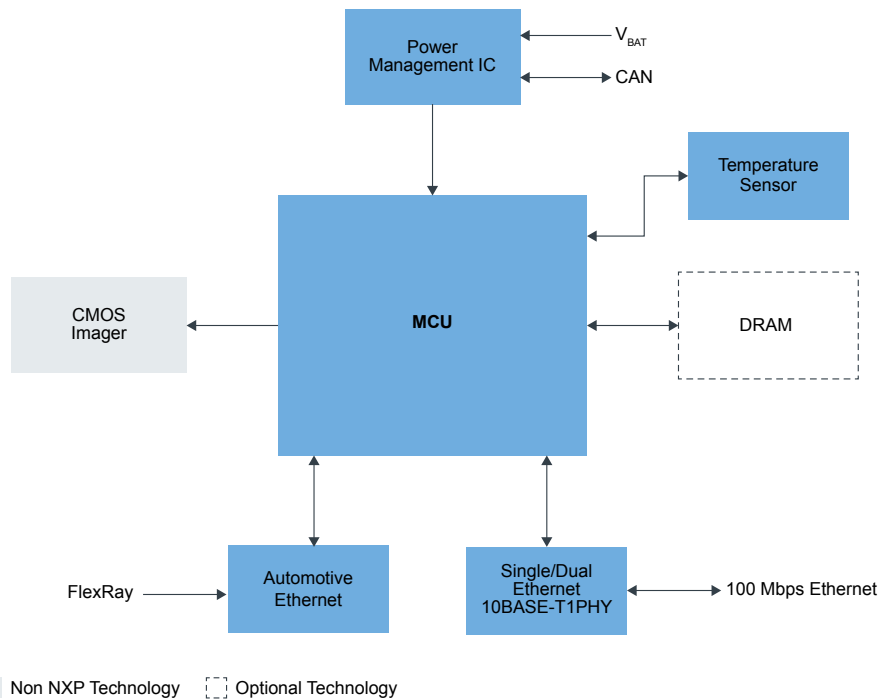 Power
Management IC
V_BAT
CAN
Temperature
Sensor
CMOS
Imager
MCU
DRAM
FlexRay
Automotive
Ethernet
Single/Dual
Ethernet
10BASE-T1PHY
100 Mbps Ethernet
Non NXP Technology
Optional Technology